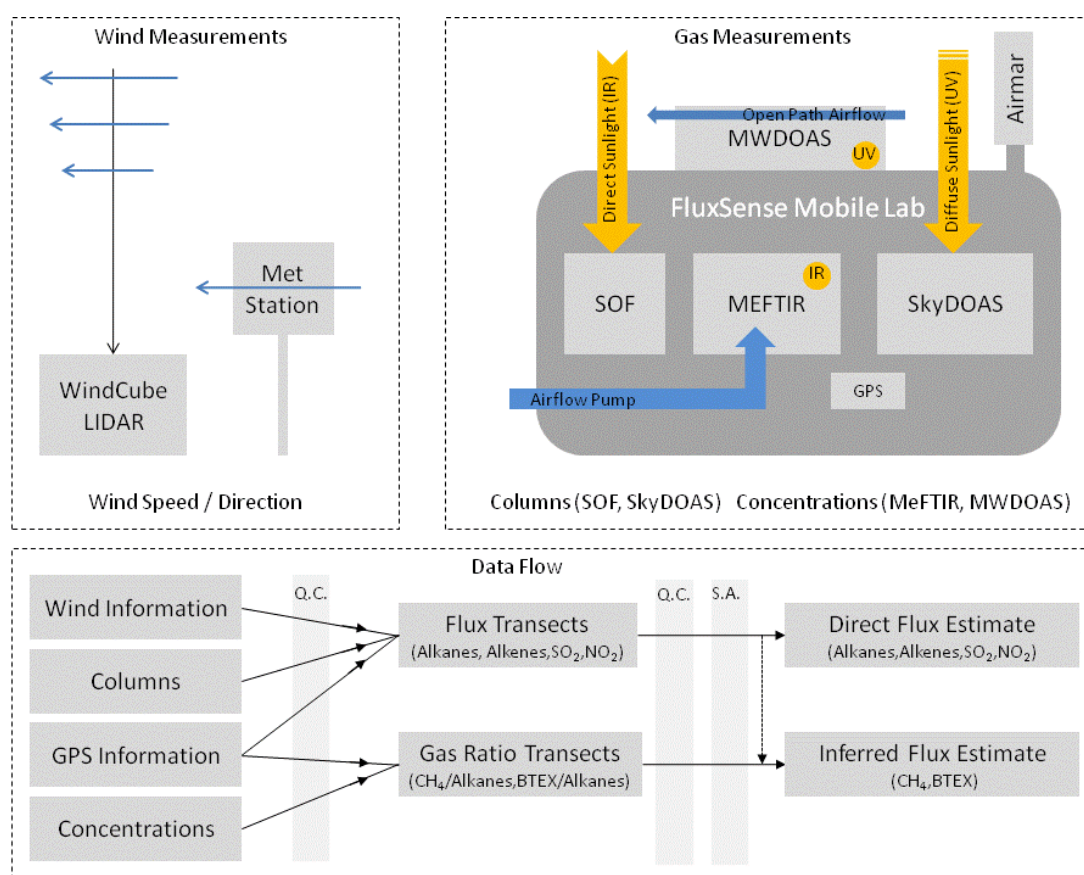 Wind Measurements
Met
Station
WindCube
LIDAR
Wind Speed / Direction
Gas Measurements
Direct Sunlight (IR)
Open Path Airflow
MWDOAS
UV
Diffuse Sunlight (UV)
Airmar
FluxSense Mobile Lab
SOF
IR
MEFTIR
SkyDOAS
Airflow Pump
GPS
Columns (SOF, SkyDOAS) Concentrations (MeFTIR, MWDOAS)
Data Flow
Wind Information
Columns
GPS Information
Concentrations
Q.C.
Flux Transects
(Alkanes, Alkenes,SO₂,NO₂)
Gas Ratio Transects
(CH₄/Alkanes,BTEX/Alkanes)
Q.C.
S.A.
Direct Flux Estimate
(Alkanes,Alkenes,SO₂,NO₂)
Inferred Flux Estimate
(CH₄,BTEX)